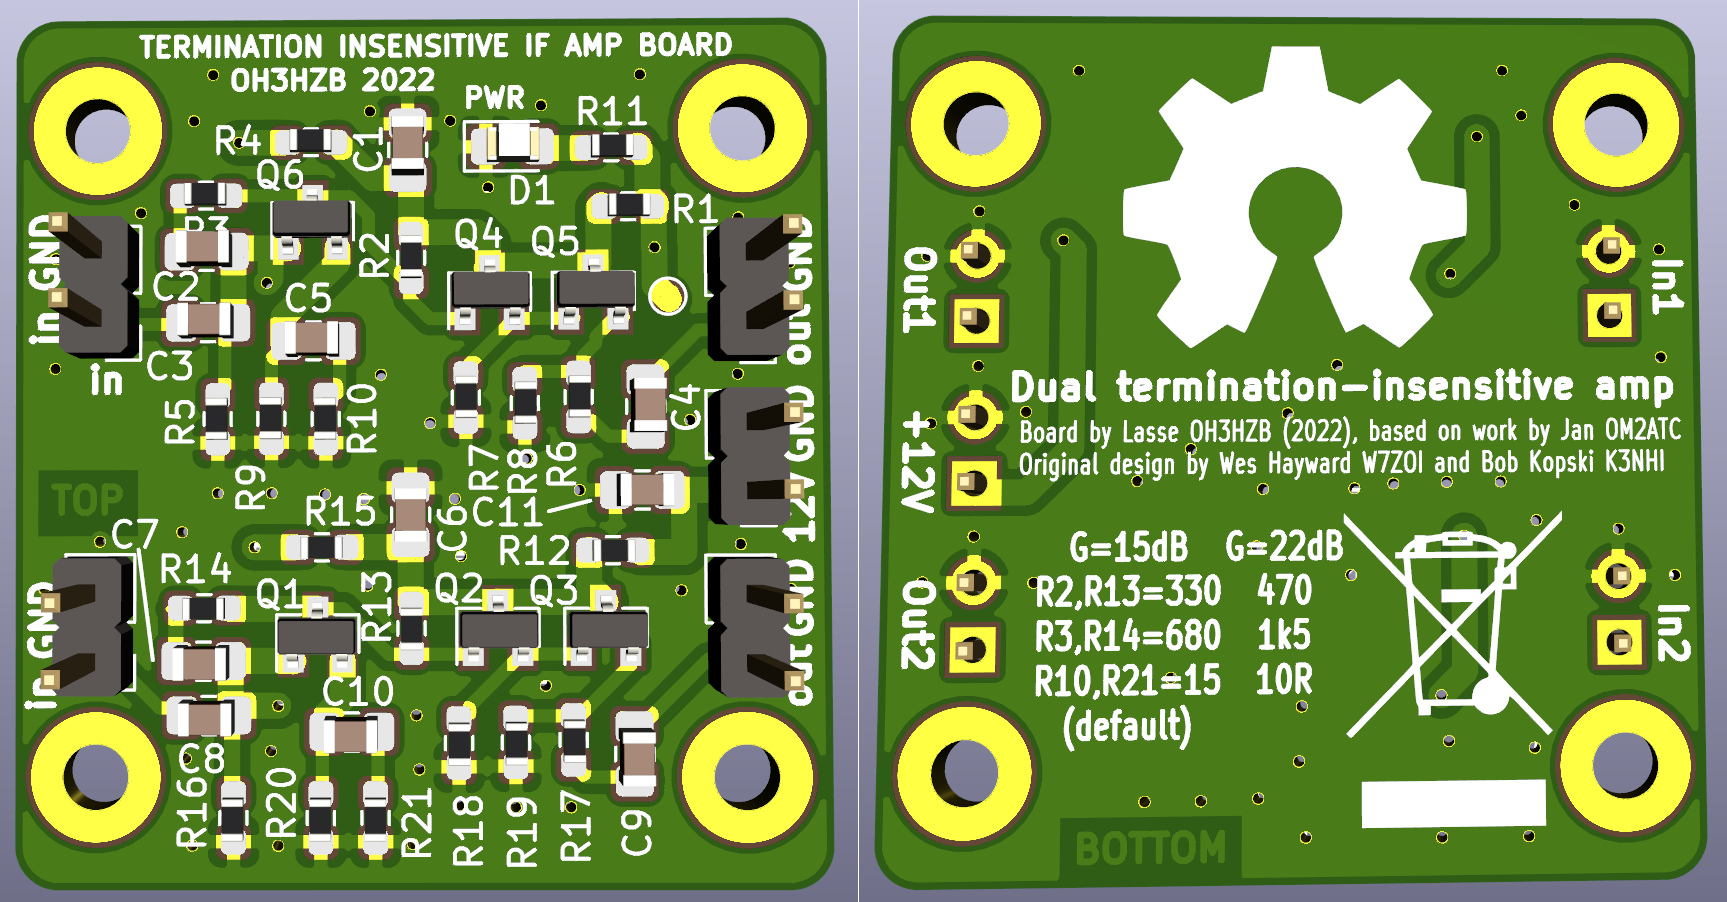 TERMINATION INSENSITIVE IF AMP BOARD
OH3HZB 2022
PWR
R11
R4
C1
Q6
D1
R3
R1
GND
in
R2
Q4
Q5
GND
out
C2
C5
C3
in
R5
R10
C4
GND
12V
R9
R7
R8
R6
TOP
R15
C6
C11
C7
R12
R14
Q1
R13
Q2
Q3
GND
in
GND
out
C10
C8
R16
R20
R21
R18
R19
R17
C9
Out1
In1
Dual termination-insensitive amp
+12V
Board by Lasse OH3HZB (2022), based on work by Jan OM2ATC
Original design by Wes Hayward W7ZOI and Bob Kopski K3NHI
G=15dB G=22dB
R2,R13=330 470
R3,R14=680 1k5
R10,R21=15 10R
(default)
Out2
In2
BOTTOM